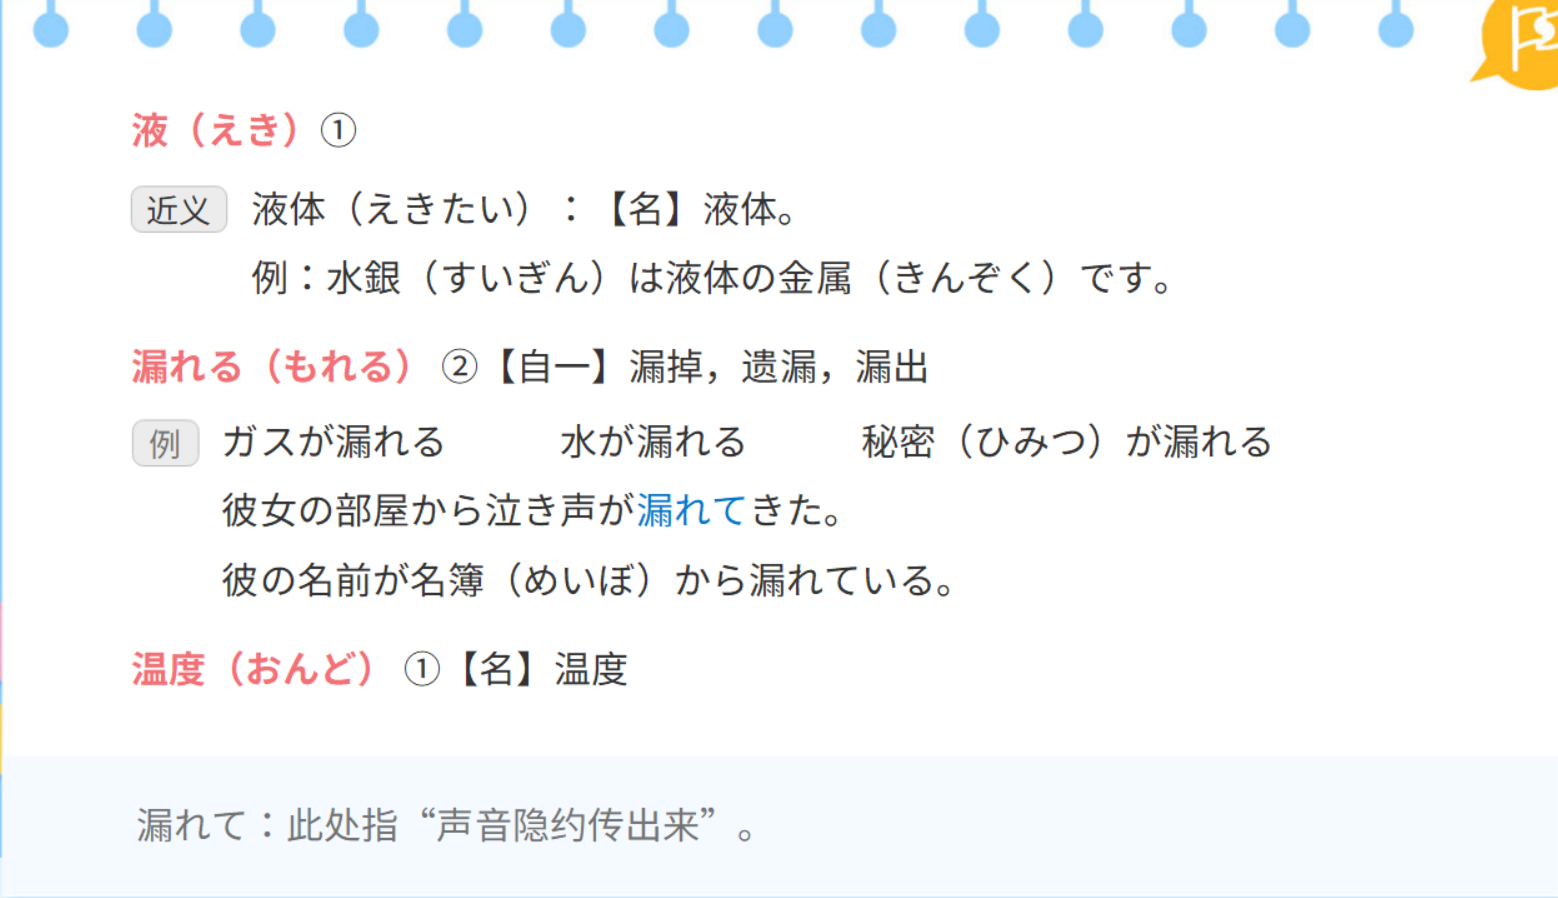 液（えき）①
近义 液体（えきたい）：【名】液体。
例：水銀（すいぎん）は液体の金属（きんぞく）です。
漏れる（もれる）②【自一】漏掉，遗漏，漏出
例 ガスが漏れる 水が漏れる 秘密（ひみつ）が漏れる
彼女の部屋から泣き声が漏れてきた。
彼の名前が名簿（めいぼ）から漏れている。
温度（おんど）①【名】温度
漏れて：此处指“声音隐约传出来”。